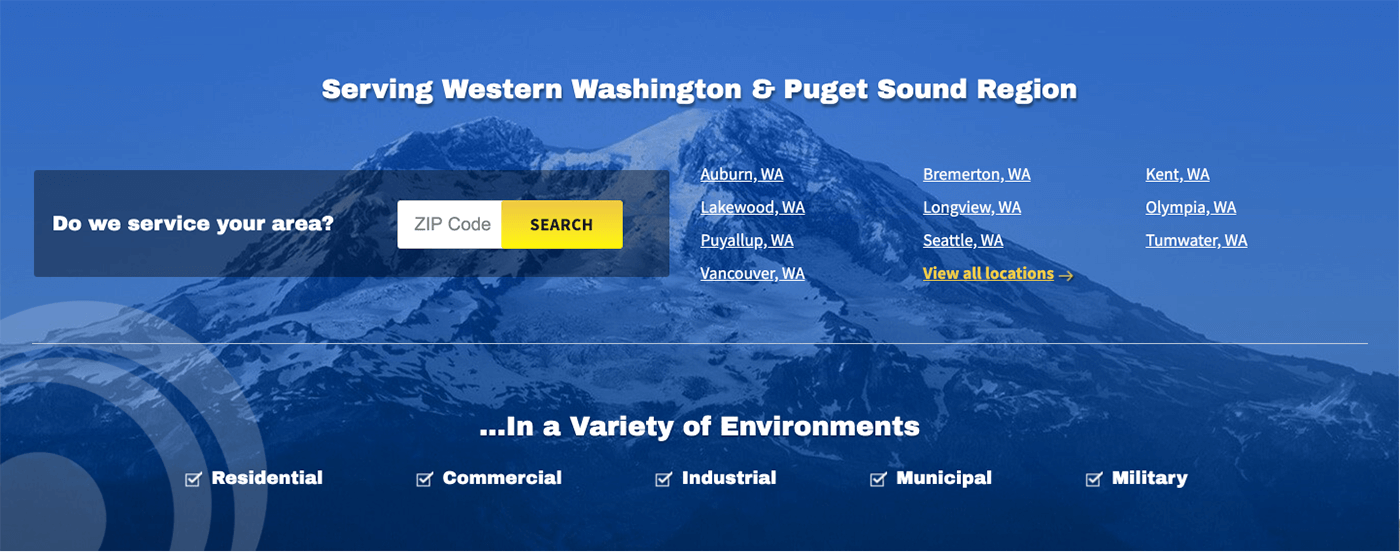 Serving Western Washington & Puget Sound Region
Do we service your area?
ZIP Code
SEARCH
Auburn, WA
Bremerton, WA
Kent, WA
Lakewood, WA
Longview, WA
Olympia, WA
Puyallup, WA
Seattle, WA
Tumwater, WA
Vancouver, WA
View all locations →
...In a Variety of Environments
Residential
Commercial
Industrial
Municipal
Military